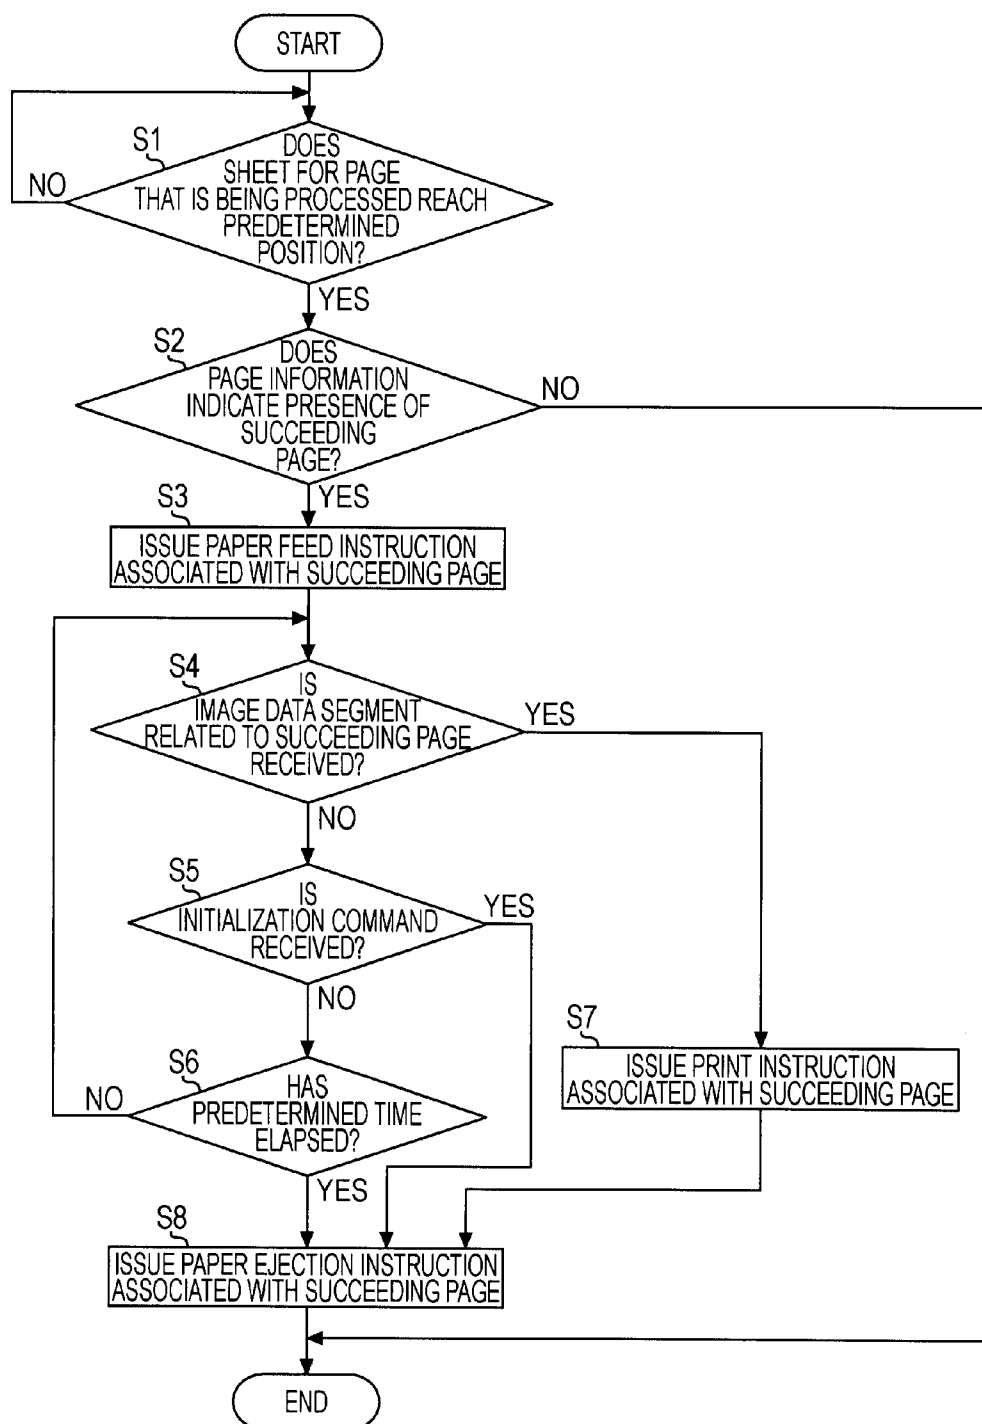 START
S1
DOES
SHEET FOR PAGE
THAT IS BEING PROCESSED REACH
PREDETERMINED
POSITION?
NO
YES
S2
DOES
PAGE INFORMATION
INDICATE PRESENCE OF
SUCCEEDING
PAGE?
NO
YES
S3
ISSUE PAPER FEED INSTRUCTION
ASSOCIATED WITH SUCCEEDING PAGE
S4
IS
IMAGE DATA SEGMENT
RELATED TO SUCCEEDING PAGE
RECEIVED?
YES
NO
S5
IS
INITIALIZATION COMMAND
RECEIVED?
YES
NO
S6
HAS
PREDETERMINED TIME
ELAPSED?
NO
YES
S7
ISSUE PRINT INSTRUCTION
ASSOCIATED WITH SUCCEEDING PAGE
S8
ISSUE PAPER EJECTION INSTRUCTION
ASSOCIATED WITH SUCCEEDING PAGE
END